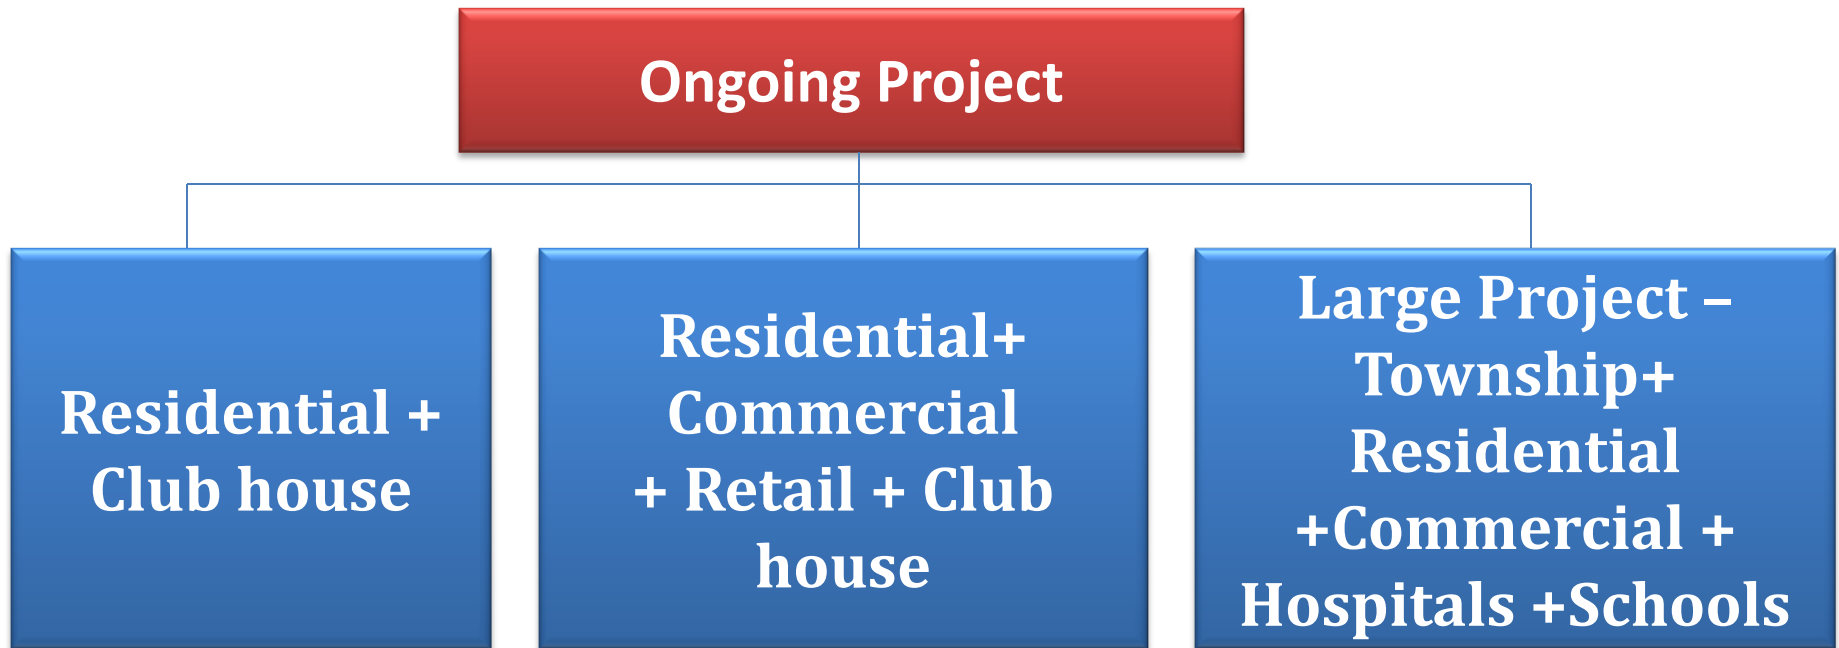 Ongoing Project
Residential +
Club house
Residential+
Commercial
+ Retail + Club
house
Large Project –
Township+
Residential
+Commercial +
Hospitals +Schools